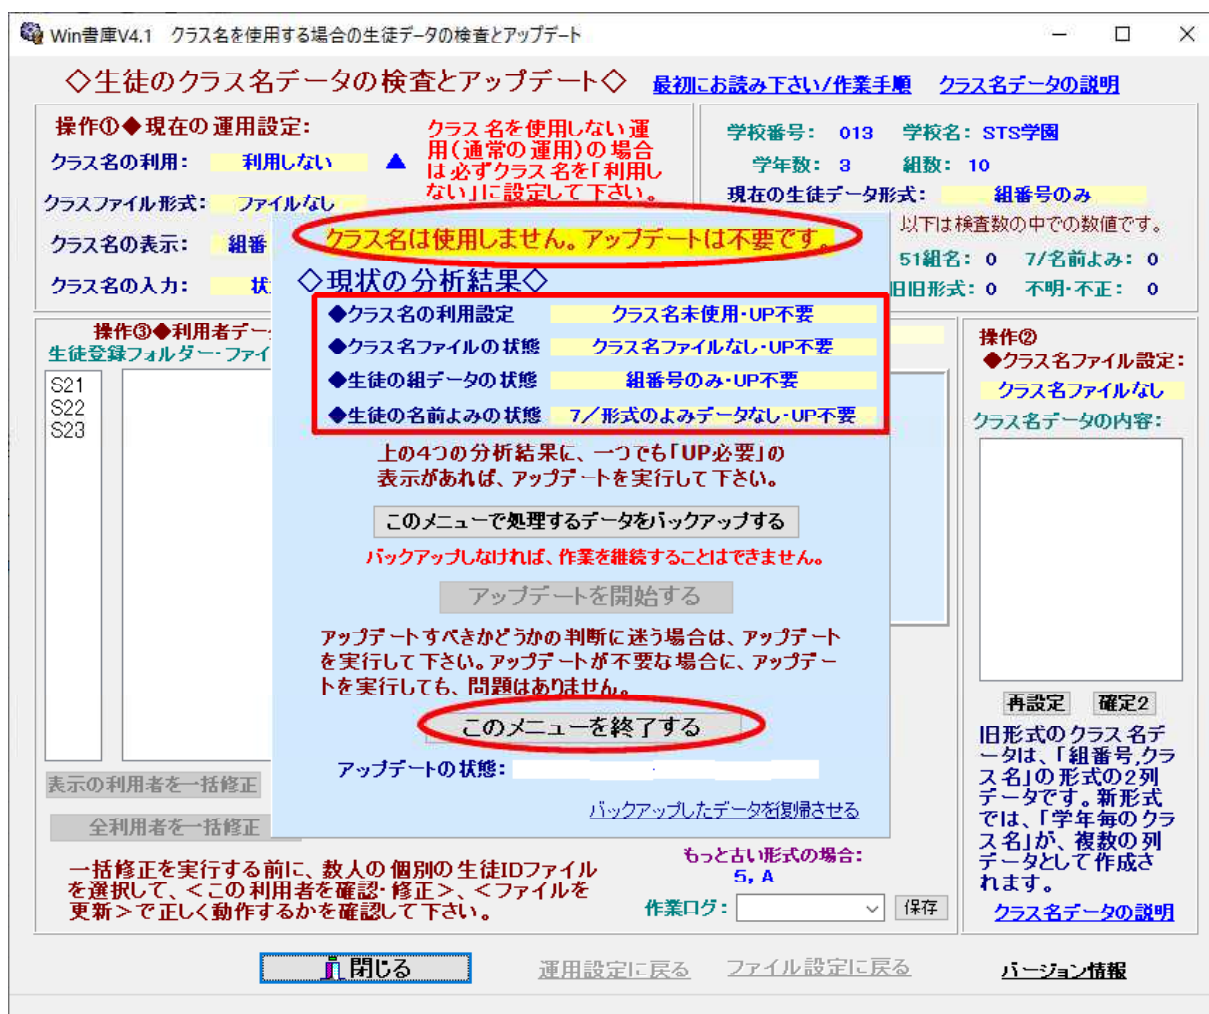 Win書庫V4.1 クラス名を使用する場合の生徒データの検査とアップデート
◇生徒のクラス名データの検査とアップデート◇
最初にお読み下さい/作業手順
クラス名データの説明
操作①◆現在の運用設定:
クラス名の利用: 利用しない ▲
クラスファイル形式: ファイルなし
クラス名の表示: 組番
クラス名の入力: 状
クラス名を使用しない運
用(通常の運用)の場合
は必ずクラス名を「利用し
ない」に設定して下さい。
学校番号: 013 学校名: STS学園
学年数: 3 組数: 10
現在の生徒データ形式: 組番号のみ
以下は検査数の中での数値です。
51組名: 0 7/名前よみ: 0
旧旧形式: 0 不明・不正: 0
クラス名は使用しません。アップデートは不要です。
◇現状の分析結果◇
◆クラス名の利用設定 クラス名未使用・UP不要
◆クラス名ファイルの状態 クラス名ファイルなし・UP不要
◆生徒の組データの状態 組番号のみ・UP不要
◆生徒の名前よみの状態 7/形式のよみデータなし・UP不要
上の4つの分析結果に、一つでも「UP必要」の
表示があれば、アップデートを実行して下さい。
このメニューで処理するデータをバックアップする
バックアップしなければ、作業を継続することはできません。
アップデートを開始する
アップデートすべきかどうかの判断に迷う場合は、アップデート
を実行して下さい。アップデートが不要な場合に、アップデー
トを実行しても、問題はありません。
このメニューを終了する
アップデートの状態:
バックアップしたデータを復帰させる
操作③◆利用者デー
生徒登録フォルダー・ファイ
S21
S22
S23
表示の利用者を一括修正
全利用者を一括修正
一括修正を実行する前に、数人の個別の生徒IDファイル
を選択して、<この利用者を確認・修正>、<ファイルを
更新>で正しく動作するかを確認して下さい。
もっと古い形式の場合:
5, A
作業ログ: 保存
操作②
◆クラス名ファイル設定:
クラス名ファイルなし
クラス名データの内容:
再設定 確定2
旧形式のクラス名デ
ータは、「組番号,クラ
ス名」の形式の2列
データです。新形式
では、「学年毎のクラ
ス名」が、複数の列
データとして作成さ
れます。
クラス名データの説明
閉じる
運用設定に戻る
ファイル設定に戻る
バージョン情報